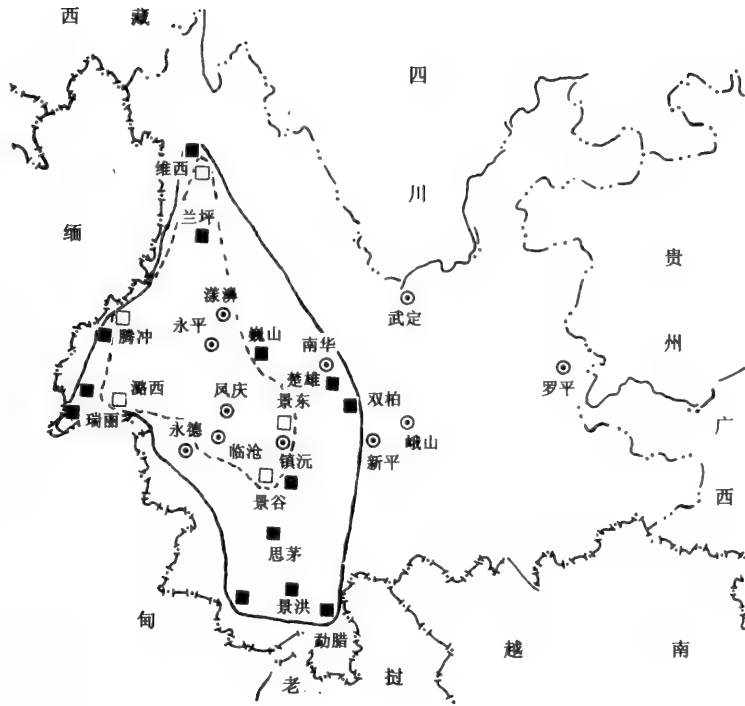 西 藏
四
川
维西
兰坪
缅
贵
州
漾濞
武定
永平
巍山
南华
腾冲
楚雄
罗平
潞西
凤庆
景东
双柏
瑞丽
广
永德
临沧
镇沅
新平
峨山
景谷
西
思茅
景洪
甸
勐腊
越
南
老
挝